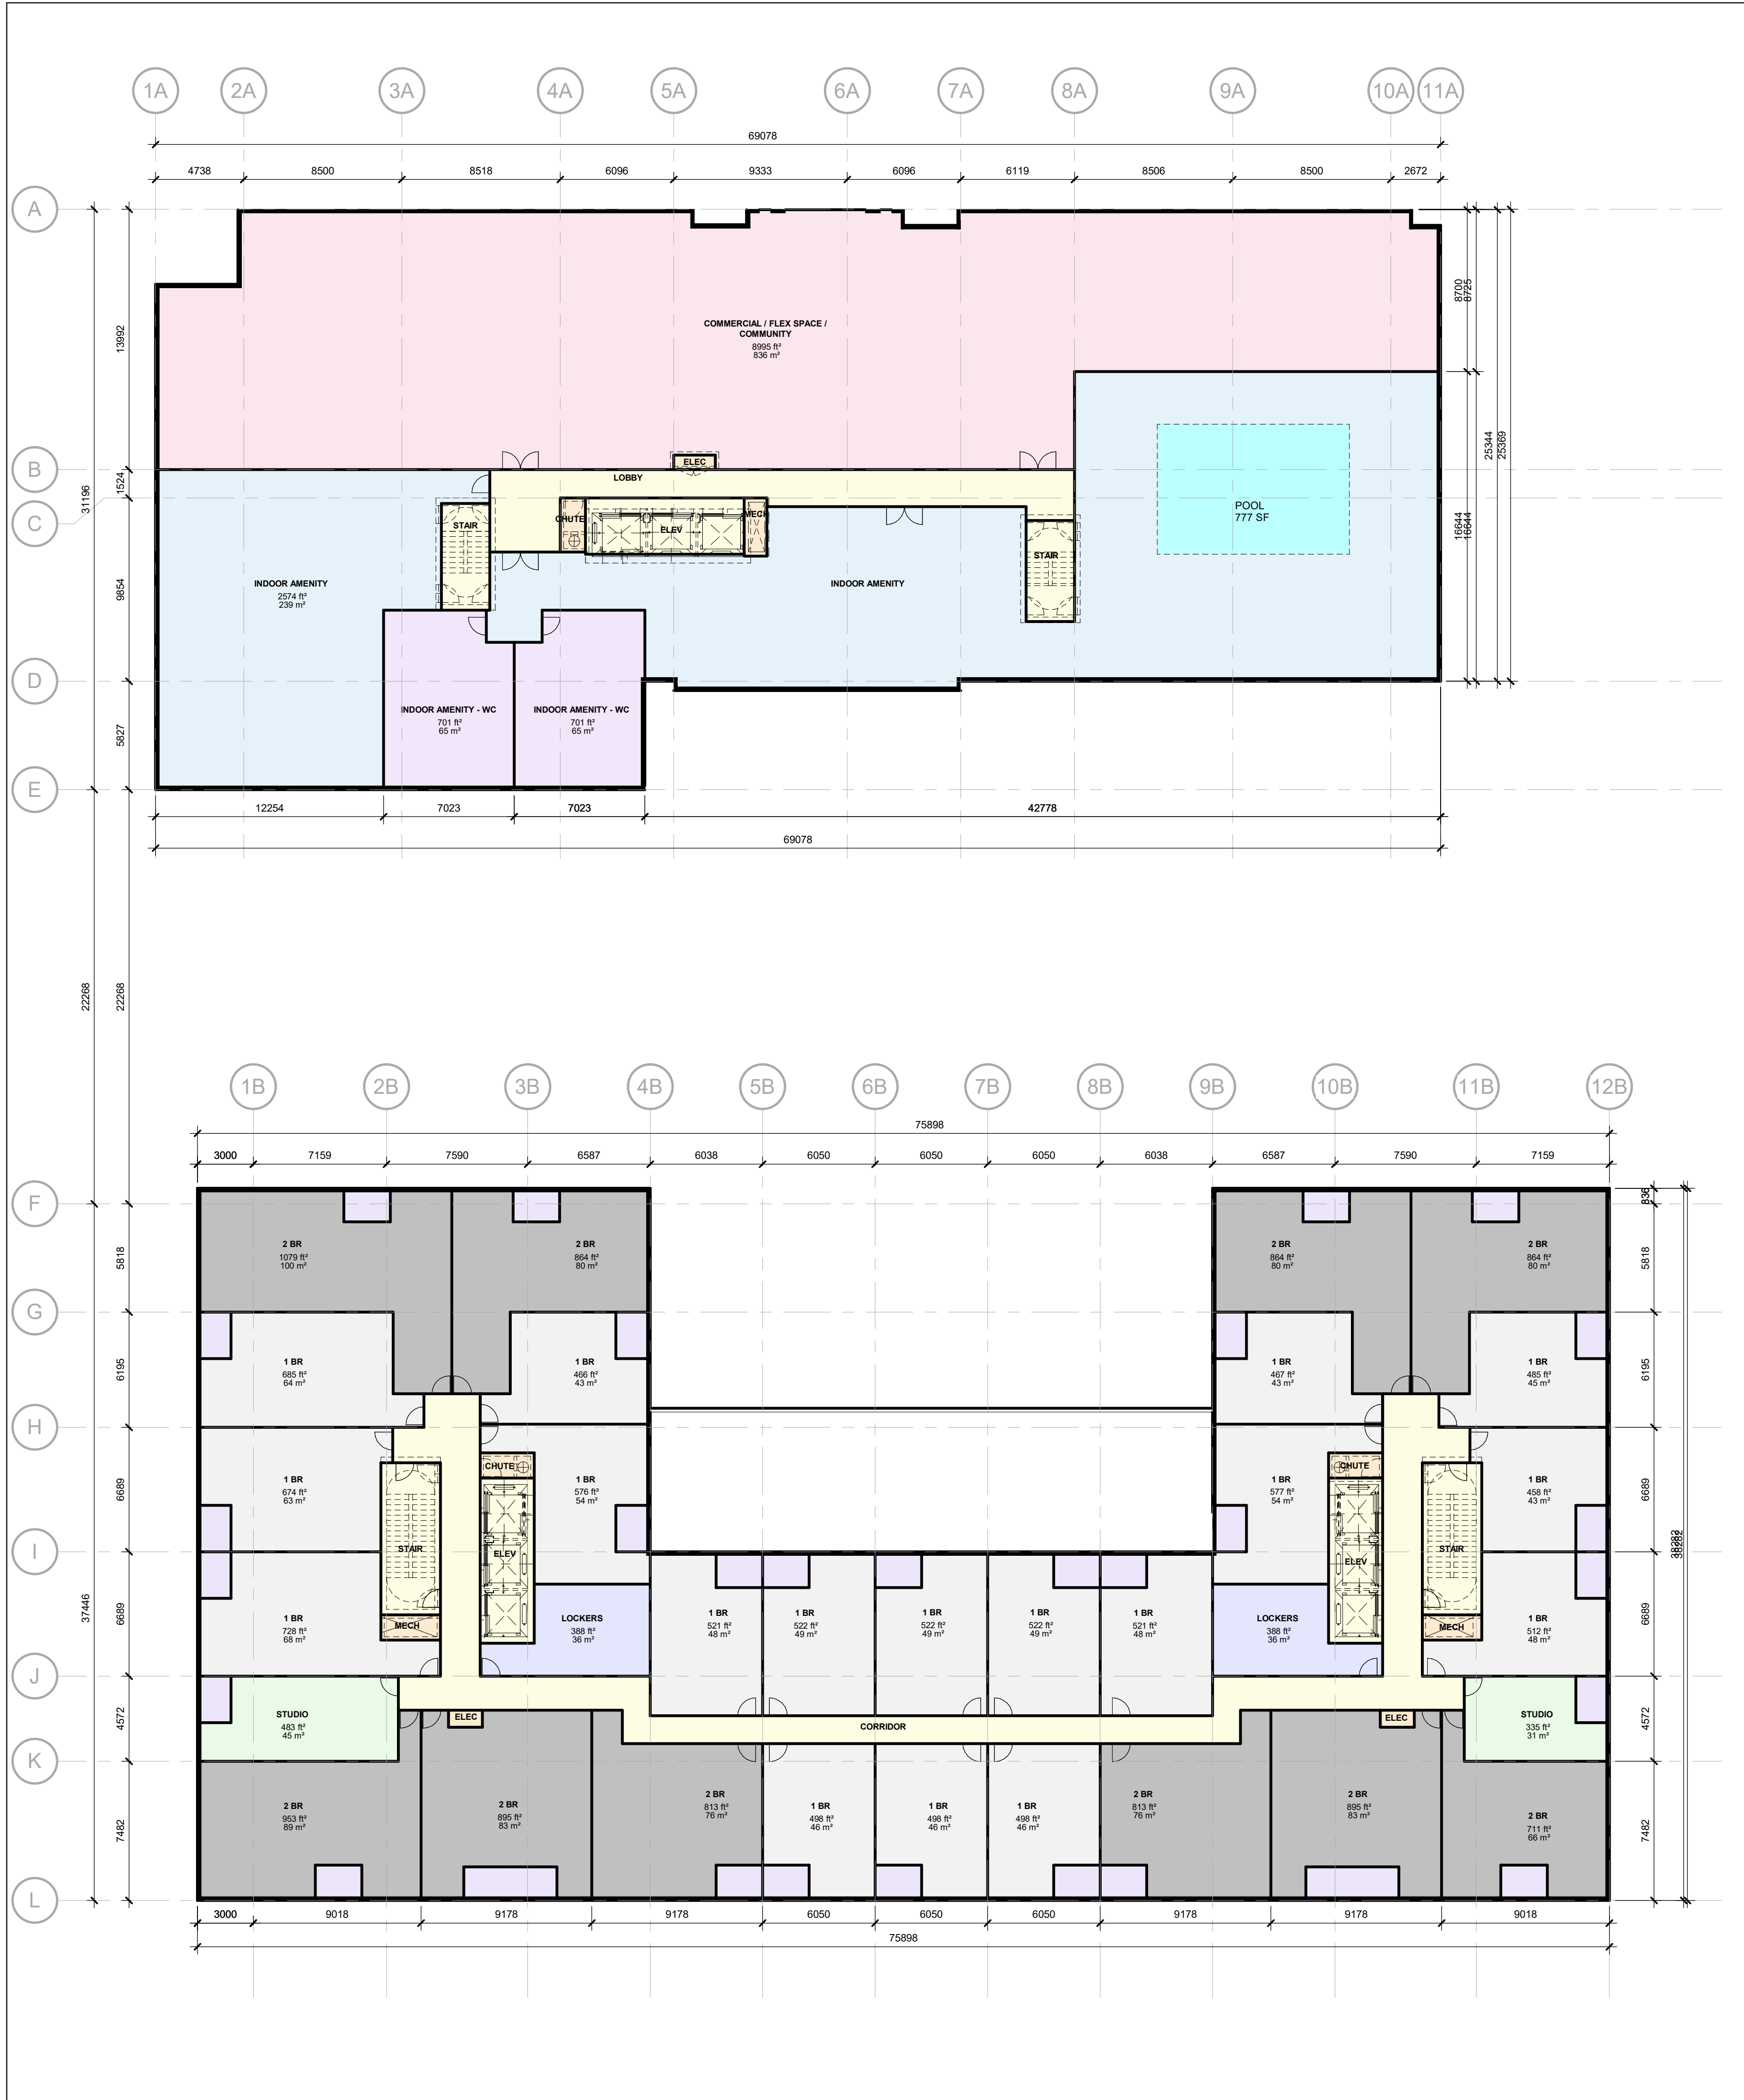 1A 2A 3A 4A 5A 6A 7A 8A 9A 10A 11A
69078
4738 8500 8518 6096 9333 6096 6119 8506 8500 2672
A
B
C
D
E
31196
13992
1524
9854
5827
8700
8725
25344
25369
16644
16644
COMMERCIAL / FLEX SPACE /
COMMUNITY
8995 ft²
836 m²
ELEC
LOBBY
STAIR
CHUTE
ELEV
MECH
STAIR
POOL
777 SF
INDOOR AMENITY
2574 ft²
239 m²
INDOOR AMENITY
INDOOR AMENITY - WC
701 ft²
65 m²
INDOOR AMENITY - WC
701 ft²
65 m²
12254 7023 7023 42778
69078
22268
22268
1B 2B 3B 4B 5B 6B 7B 8B 9B 10B 11B 12B
75898
3000 7159 7590 6587 6038 6050 6050 6050 6038 6587 7590 7159
F
G
H
I
J
K
L
37446
5818
6195
6689
6689
4572
7482
836
5818
6195
6689
6689
4572
7482
38282
38282
2 BR
1079 ft²
100 m²
2 BR
864 ft²
80 m²
2 BR
864 ft²
80 m²
2 BR
864 ft²
80 m²
1 BR
685 ft²
64 m²
1 BR
466 ft²
43 m²
1 BR
467 ft²
43 m²
1 BR
485 ft²
45 m²
1 BR
674 ft²
63 m²
CHUTE
1 BR
576 ft²
54 m²
1 BR
577 ft²
54 m²
CHUTE
1 BR
458 ft²
43 m²
STAIR
ELEV
ELEV
STAIR
1 BR
728 ft²
68 m²
MECH
LOCKERS
388 ft²
36 m²
1 BR
521 ft²
48 m²
1 BR
522 ft²
49 m²
1 BR
522 ft²
49 m²
1 BR
522 ft²
49 m²
1 BR
521 ft²
48 m²
LOCKERS
388 ft²
36 m²
MECH
1 BR
512 ft²
48 m²
STUDIO
483 ft²
45 m²
ELEC
CORRIDOR
ELEC
STUDIO
335 ft²
31 m²
2 BR
953 ft²
89 m²
2 BR
895 ft²
83 m²
2 BR
813 ft²
76 m²
1 BR
498 ft²
46 m²
1 BR
498 ft²
46 m²
1 BR
498 ft²
46 m²
2 BR
813 ft²
76 m²
2 BR
895 ft²
83 m²
2 BR
711 ft²
66 m²
3000 9018 9178 9178 6050 6050 6050 9178 9178 9018
75898